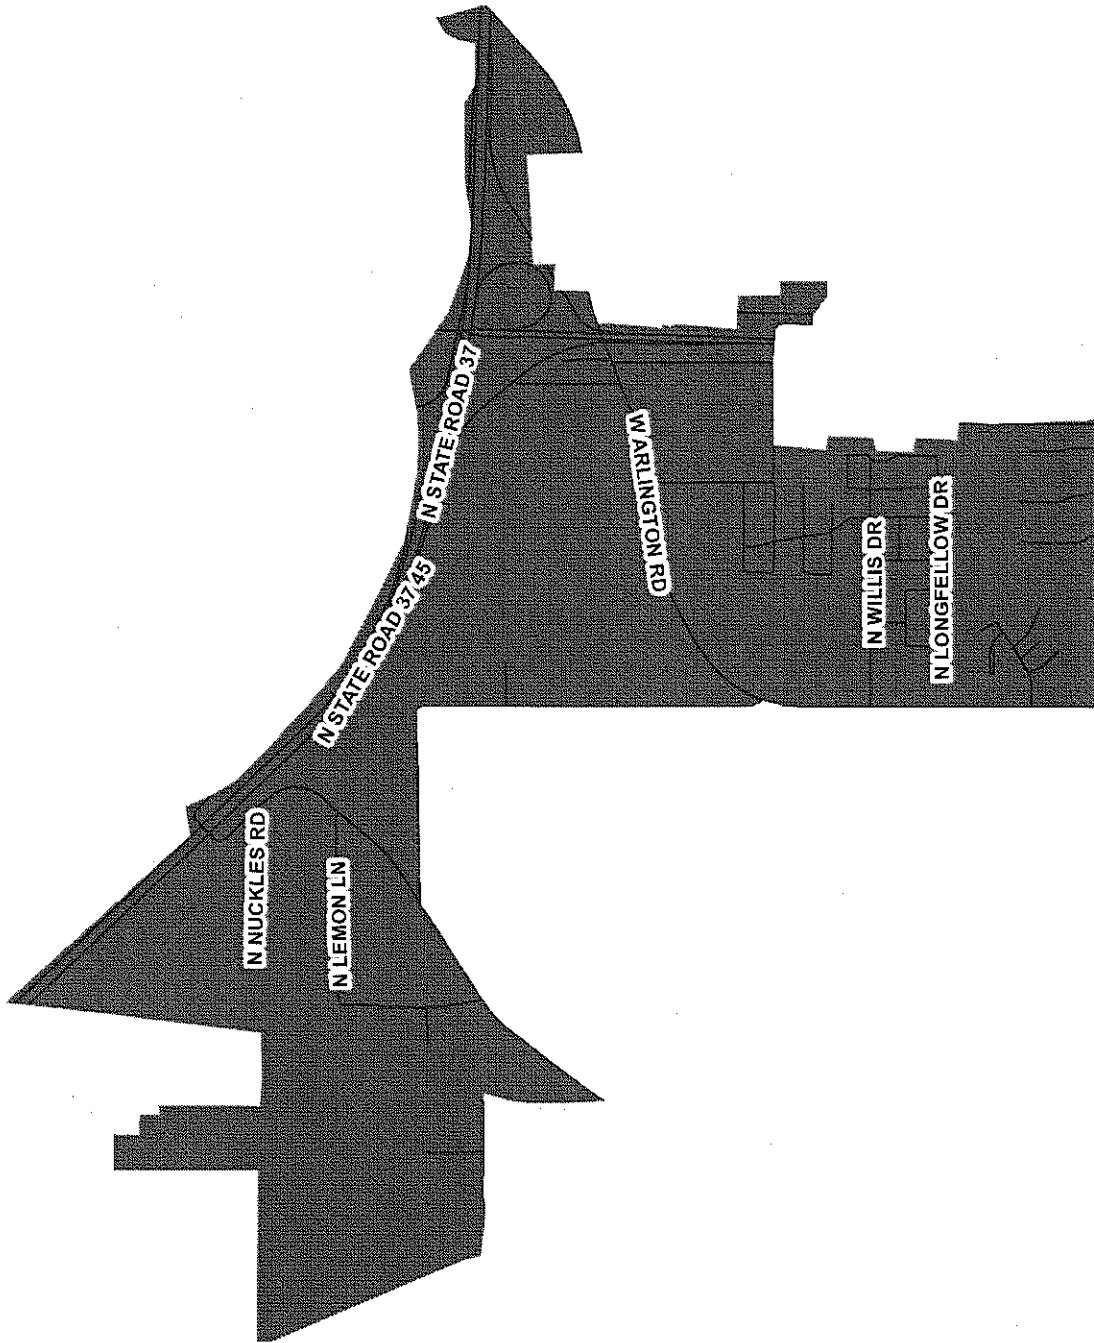 N STATE ROAD 37
N STATE ROAD 37/45
W ARLINGTON RD
N WILLIS DR
N LONGFELLOW DR
N NUCKLES RD
N LEMON LN